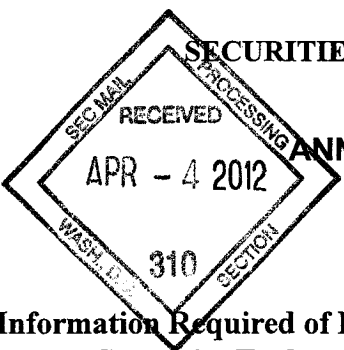 SECURITIE
SEC MAIL PROCESSING
RECEIVED
ANN
APR - 4 2012
WASH., D.C.
310
SECTION
Information Required of